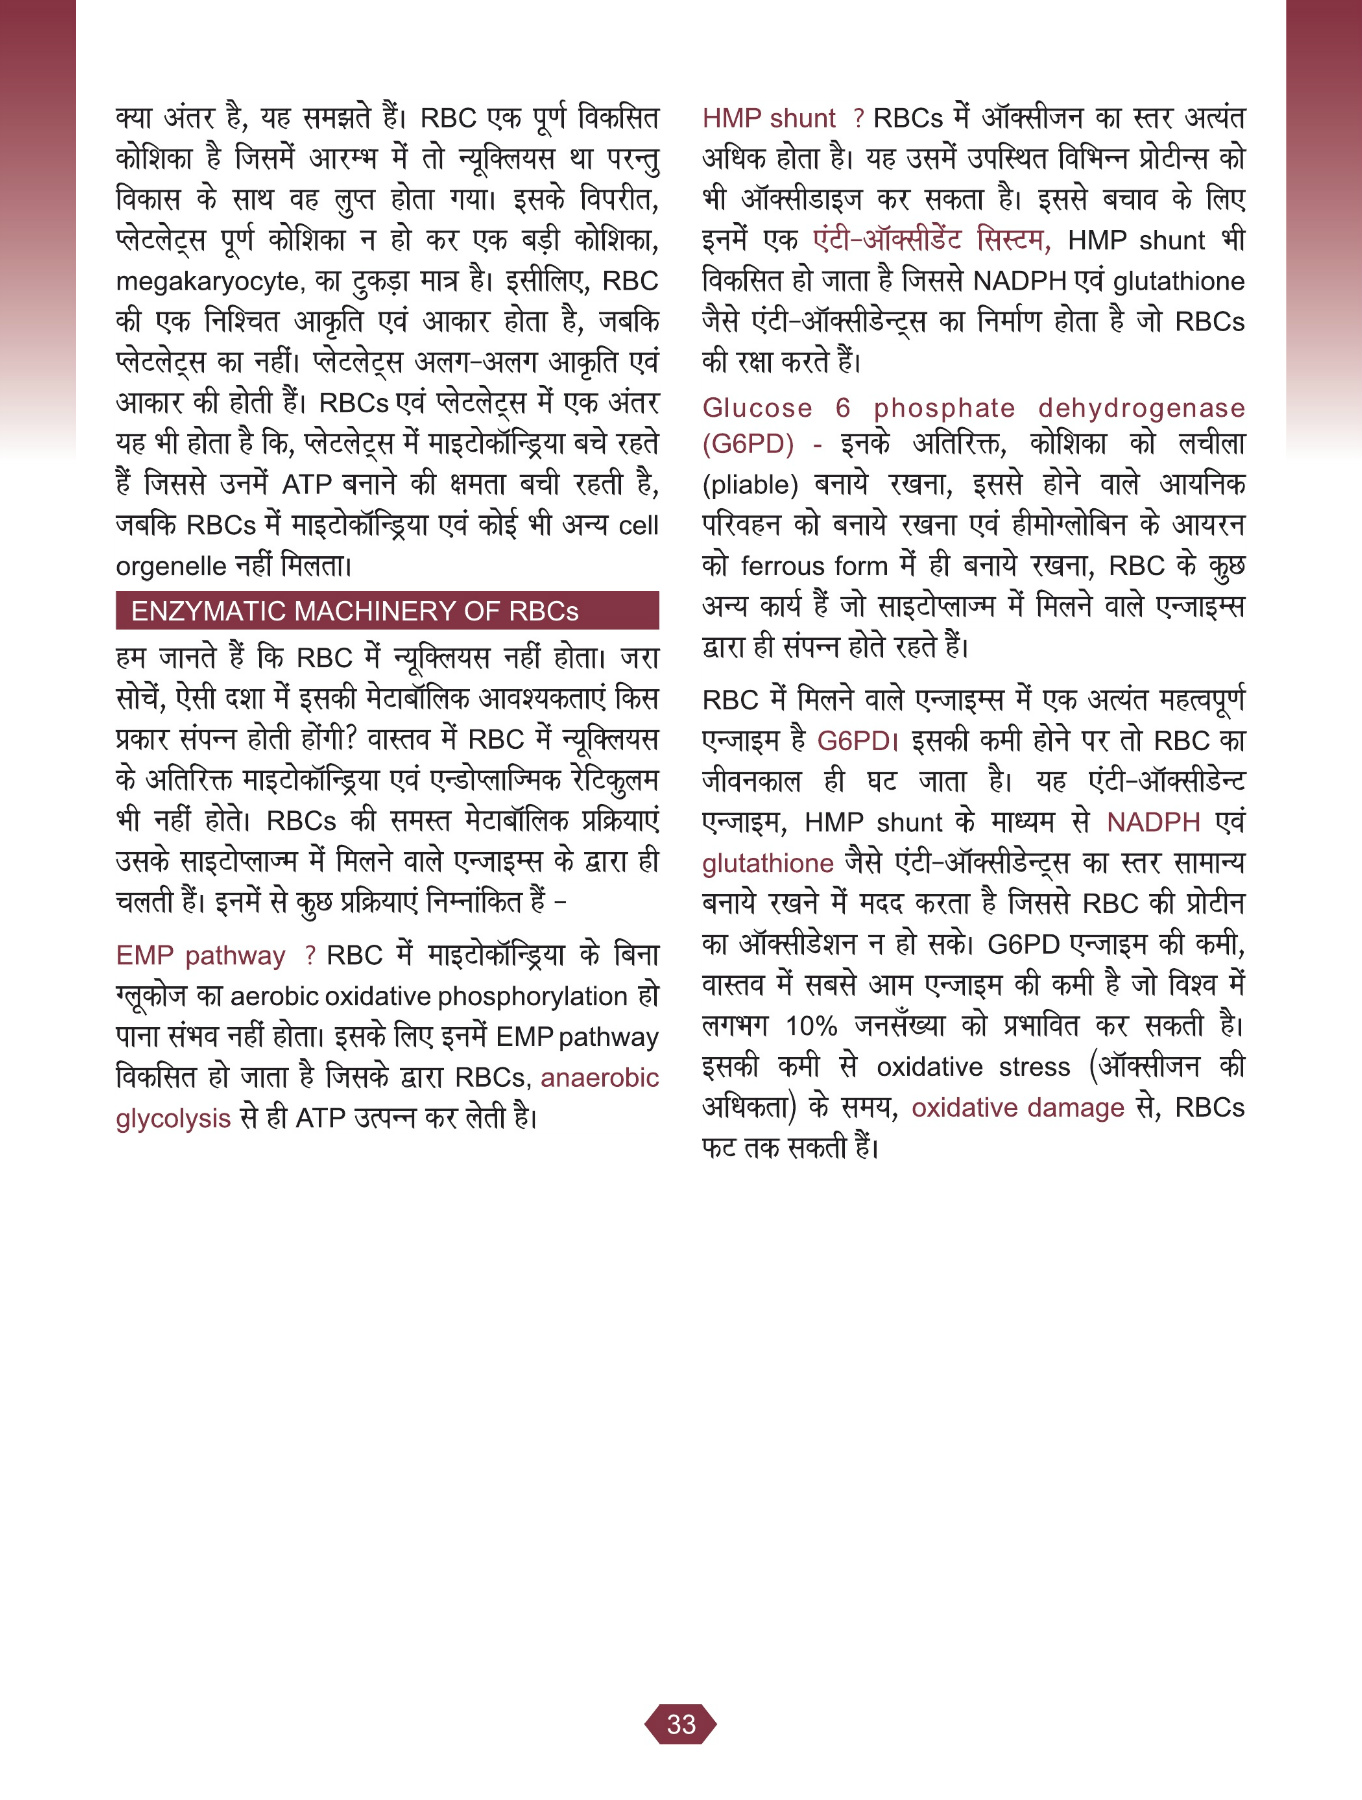 क्या अंतर है, यह समझते हैं। RBC एक पूर्ण विकसित
कोशिका है जिसमें आरम्भ में तो न्यूक्लियस था परन्तु
विकास के साथ वह लुप्त होता गया। इसके विपरीत,
प्लेटलेट्स पूर्ण कोशिका न हो कर एक बड़ी कोशिका,
megakaryocyte, का टुकड़ा मात्र है। इसीलिए, RBC
की एक निश्चित आकृति एवं आकार होता है, जबकि
प्लेटलेट्स का नहीं। प्लेटलेट्स अलग-अलग आकृति एवं
आकार की होती हैं। RBCs एवं प्लेटलेट्स में एक अंतर
यह भी होता है कि, प्लेटलेट्स में माइटोकॉन्ड्रिया बचे रहते
हैं जिससे उनमें ATP बनाने की क्षमता बची रहती है,
जबकि RBCs में माइटोकॉन्ड्रिया एवं कोई भी अन्य cell
orgenelle नहीं मिलता।
ENZYMATIC MACHINERY OF RBCs
हम जानते हैं कि RBC में न्यूक्लियस नहीं होता। जरा
सोचें, ऐसी दशा में इसकी मेटाबॉलिक आवश्यकताएं किस
प्रकार संपन्न होती होंगी? वास्तव में RBC में न्यूक्लियस
के अतिरिक्त माइटोकॉन्ड्रिया एवं एन्डोप्लाज्मिक रेटिकुलम
भी नहीं होते। RBCs की समस्त मेटाबॉलिक प्रक्रियाएं
उसके साइटोप्लाज्म में मिलने वाले एन्जाइम्स के द्वारा ही
चलती हैं। इनमें से कुछ प्रक्रियाएं निम्नांकित हैं -
EMP pathway ? RBC में माइटोकॉन्ड्रिया के बिना
ग्लूकोज का aerobic oxidative phosphorylation हो
पाना संभव नहीं होता। इसके लिए इनमें EMP pathway
विकसित हो जाता है जिसके द्वारा RBCs, anaerobic
glycolysis से ही ATP उत्पन्न कर लेती है।
HMP shunt ? RBCs में ऑक्सीजन का स्तर अत्यंत
अधिक होता है। यह उसमें उपस्थित विभिन्न प्रोटीन्स को
भी ऑक्सीडाइज कर सकता है। इससे बचाव के लिए
इनमें एक एंटी-ऑक्सीडेंट सिस्टम, HMP shunt भी
विकसित हो जाता है जिससे NADPH एवं glutathione
जैसे एंटी-ऑक्सीडेन्ट्स का निर्माण होता है जो RBCs
की रक्षा करते हैं।
Glucose 6 phosphate dehydrogenase
(G6PD) - इनके अतिरिक्त, कोशिका को लचीला
(pliable) बनाये रखना, इससे होने वाले आयनिक
परिवहन को बनाये रखना एवं हीमोग्लोबिन के आयरन
को ferrous form में ही बनाये रखना, RBC के कुछ
अन्य कार्य हैं जो साइटोप्लाज्म में मिलने वाले एन्जाइम्स
द्वारा ही संपन्न होते रहते हैं।
RBC में मिलने वाले एन्जाइम्स में एक अत्यंत महत्वपूर्ण
एन्जाइम है G6PD। इसकी कमी होने पर तो RBC का
जीवनकाल ही घट जाता है। यह एंटी-ऑक्सीडेन्ट
एन्जाइम, HMP shunt के माध्यम से NADPH एवं
glutathione जैसे एंटी-ऑक्सीडेन्ट्स का स्तर सामान्य
बनाये रखने में मदद करता है जिससे RBC की प्रोटीन
का ऑक्सीडेशन न हो सके। G6PD एन्जाइम की कमी,
वास्तव में सबसे आम एन्जाइम की कमी है जो विश्व में
लगभग 10% जनसँख्या को प्रभावित कर सकती है।
इसकी कमी से oxidative stress (ऑक्सीजन की
अधिकता) के समय, oxidative damage से, RBCs
फट तक सकती हैं।
33